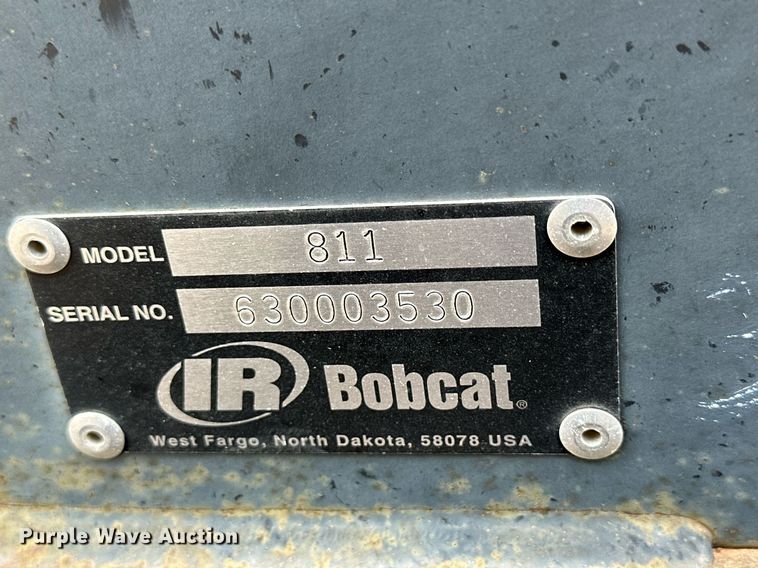 MODEL 811
SERIAL NO. 630003530
IR Bobcat®
West Fargo, North Dakota, 58078 USA
Purple Wave Auction